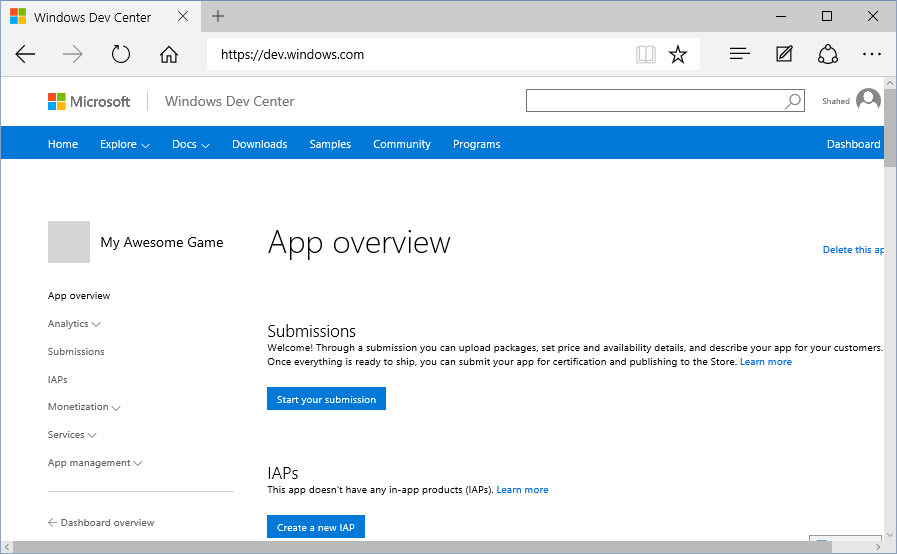 Windows Dev Center
https://dev.windows.com
Microsoft
Windows Dev Center
Shahed
Home Explore Docs Downloads Samples Community Programs Dashboard
My Awesome Game
App overview
Delete this ap
App overview
Analytics
Submissions
IAPs
Monetization
Services
App management
Dashboard overview
Submissions
Welcome! Through a submission you can upload packages, set price and availability details, and describe your app for your customers.
Once everything is ready to ship, you can submit your app for certification and publishing to the Store. Learn more
Start your submission
IAPs
This app doesn't have any in-app products (IAPs). Learn more
Create a new IAP